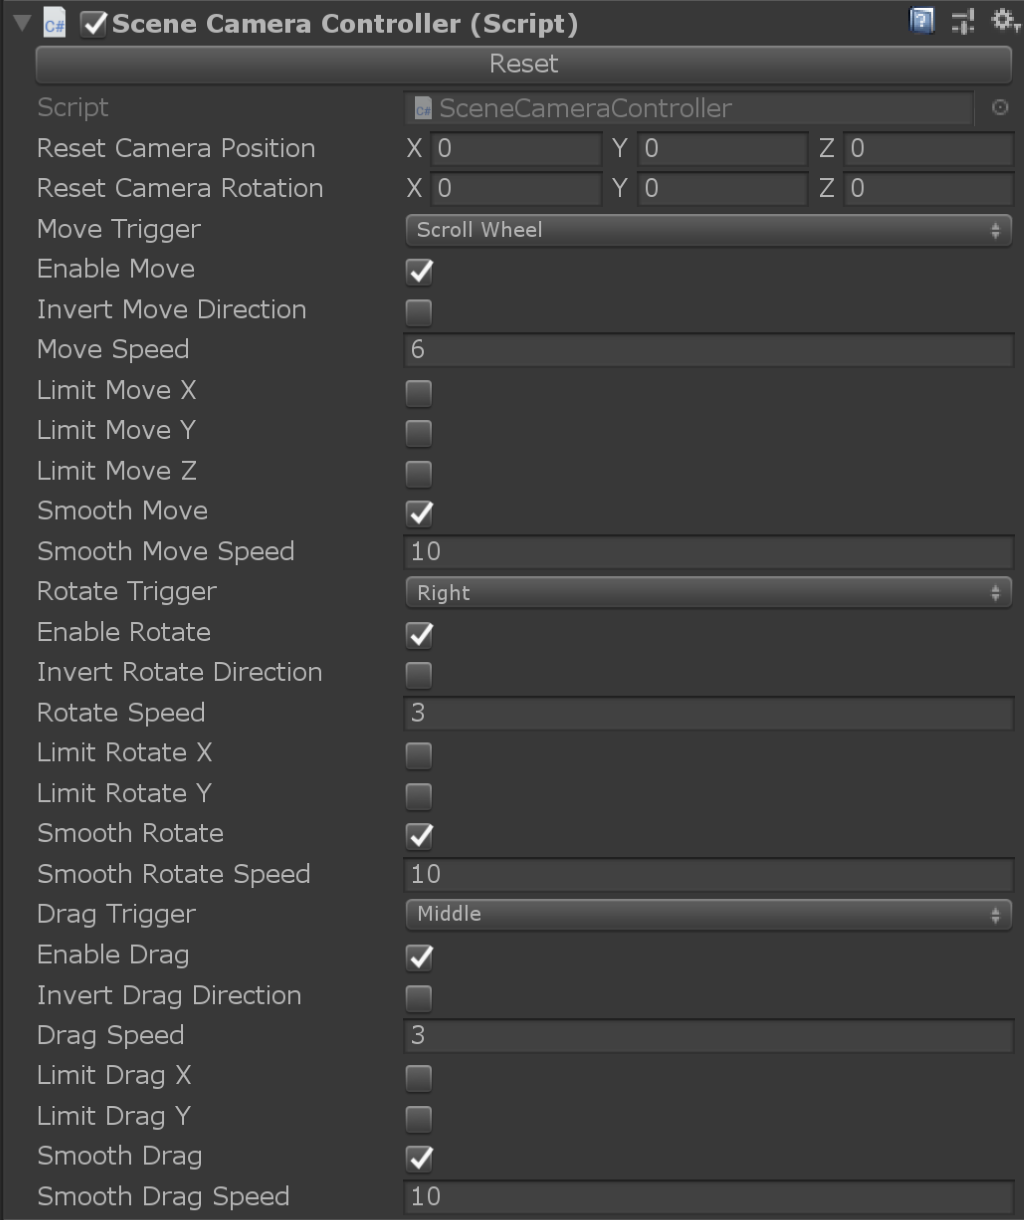 Scene Camera Controller (Script)
Reset
Script C# SceneCameraController
Reset Camera Position X 0 Y 0 Z 0
Reset Camera Rotation X 0 Y 0 Z 0
Move Trigger Scroll Wheel
Enable Move
Invert Move Direction
Move Speed 6
Limit Move X
Limit Move Y
Limit Move Z
Smooth Move
Smooth Move Speed 10
Rotate Trigger Right
Enable Rotate
Invert Rotate Direction
Rotate Speed 3
Limit Rotate X
Limit Rotate Y
Smooth Rotate
Smooth Rotate Speed 10
Drag Trigger Middle
Enable Drag
Invert Drag Direction
Drag Speed 3
Limit Drag X
Limit Drag Y
Smooth Drag
Smooth Drag Speed 10